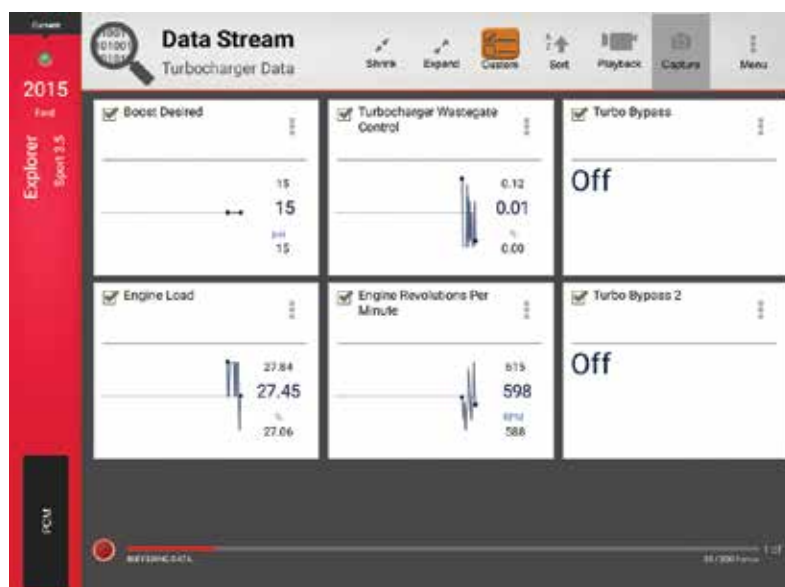 Current
Data Stream
Turbocharger Data
Shrink
Expand
Custom
Sort
Playback
Capture
Menu
2015
Ford
Explorer
Sport 3.5
PCM
Boost Desired
15
15
15
Turbocharger Wastegate
Control
0.12
0.01
%
0.00
Turbo Bypass
Off
Engine Load
27.84
27.45
%
27.06
Engine Revolutions Per
Minute
615
598
RPM
588
Turbo Bypass 2
Off
BUFFERING DATA